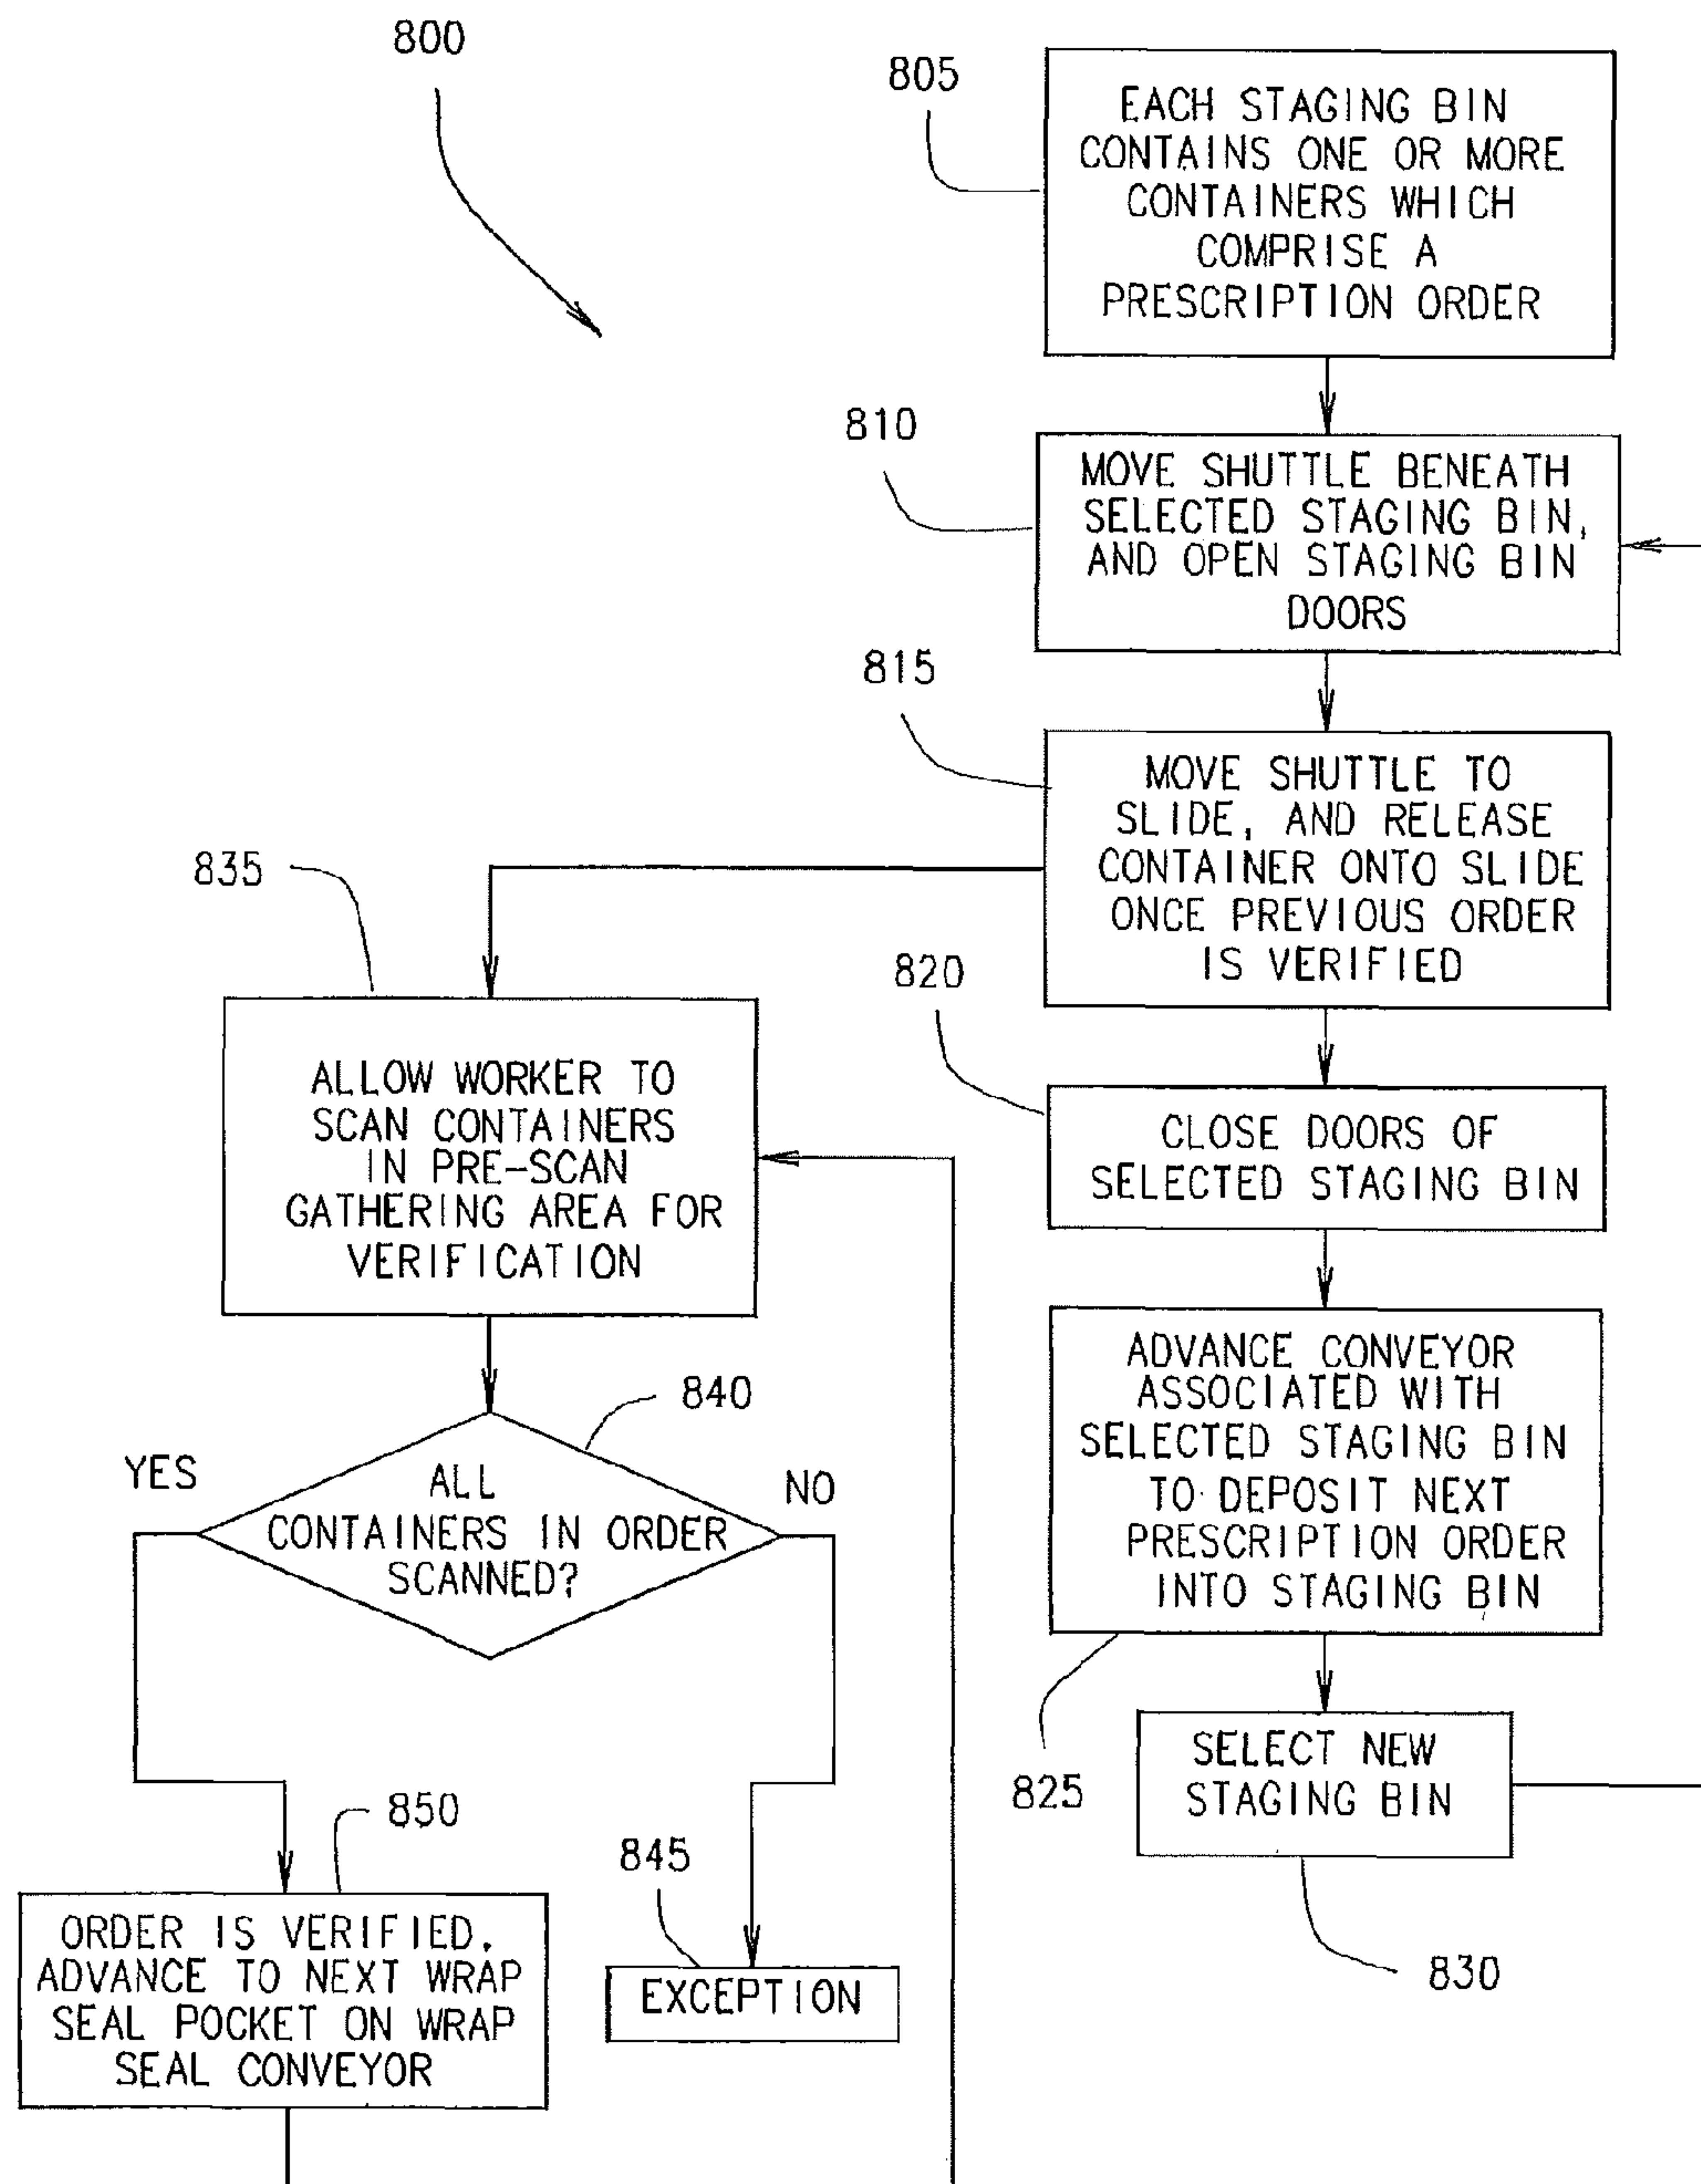 800
805
EACH STAGING BIN
CONTAINS ONE OR MORE
CONTAINERS WHICH
COMPRISE A
PRESCRIPTION ORDER
810
MOVE SHUTTLE BENEATH
SELECTED STAGING BIN,
AND OPEN STAGING BIN
DOORS
815
MOVE SHUTTLE TO
SLIDE, AND RELEASE
CONTAINER ONTO SLIDE
ONCE PREVIOUS ORDER
IS VERIFIED
820
CLOSE DOORS OF
SELECTED STAGING BIN
ADVANCE CONVEYOR
ASSOCIATED WITH
SELECTED STAGING BIN
TO DEPOSIT NEXT
PRESCRIPTION ORDER
INTO STAGING BIN
825
SELECT NEW
STAGING BIN
830
835
ALLOW WORKER TO
SCAN CONTAINERS
IN PRE-SCAN
GATHERING AREA FOR
VERIFICATION
840
YES
ALL
CONTAINERS IN ORDER
SCANNED?
NO
850
ORDER IS VERIFIED.
ADVANCE TO NEXT WRAP
SEAL POCKET ON WRAP
SEAL CONVEYOR
845
EXCEPTION